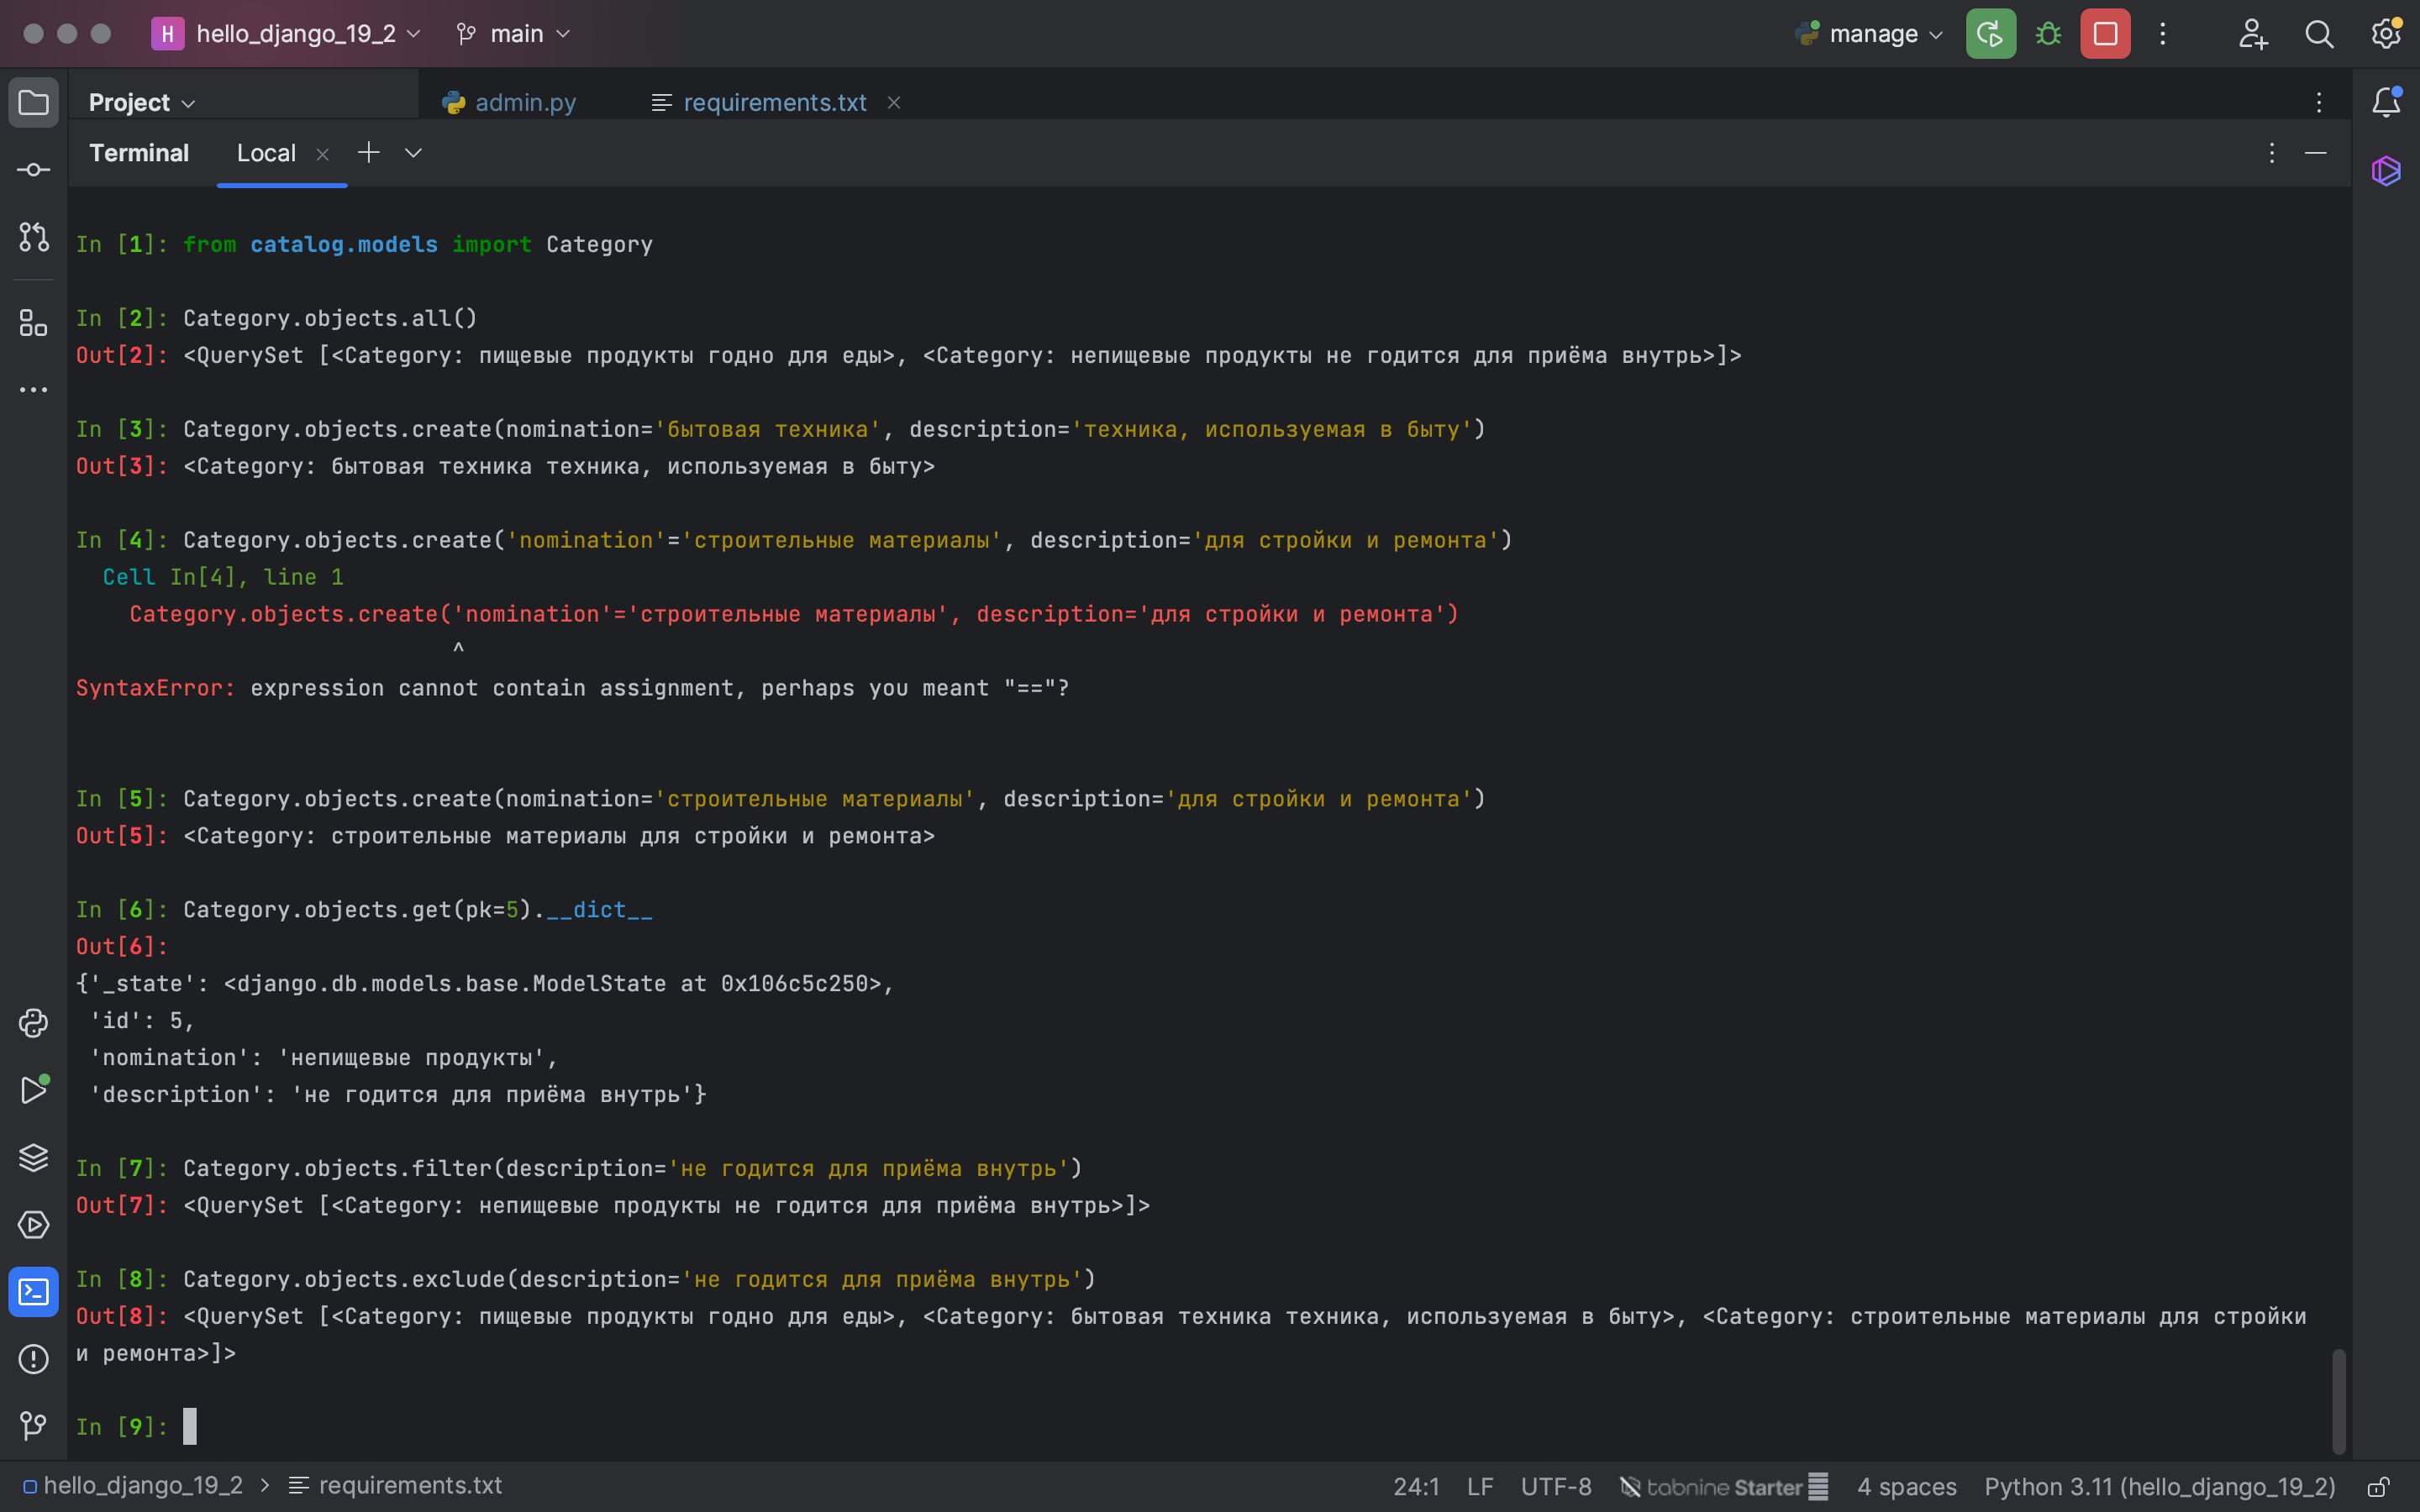 H hello_django_19_2 main manage
Project admin.py requirements.txt
Terminal Local
In [1]: from catalog.models import Category
In [2]: Category.objects.all()
Out[2]: <QuerySet [<Category: пищевые продукты годно для еды>, <Category: непищевые продукты не годится для приёма внутрь>]>
In [3]: Category.objects.create(nomination='бытовая техника', description='техника, используемая в быту')
Out[3]: <Category: бытовая техника техника, используемая в быту>
In [4]: Category.objects.create('nomination'='строительные материалы', description='для стройки и ремонта')
Cell In[4], line 1
Category.objects.create('nomination'='строительные материалы', description='для стройки и ремонта')
^
SyntaxError: expression cannot contain assignment, perhaps you meant "=="?
In [5]: Category.objects.create(nomination='строительные материалы', description='для стройки и ремонта')
Out[5]: <Category: строительные материалы для стройки и ремонта>
In [6]: Category.objects.get(pk=5).__dict__
Out[6]:
{'_state': <django.db.models.base.ModelState at 0x106c5c250>,
'id': 5,
'nomination': 'непищевые продукты',
'description': 'не годится для приёма внутрь'}
In [7]: Category.objects.filter(description='не годится для приёма внутрь')
Out[7]: <QuerySet [<Category: непищевые продукты не годится для приёма внутрь>]>
In [8]: Category.objects.exclude(description='не годится для приёма внутрь')
Out[8]: <QuerySet [<Category: пищевые продукты годно для еды>, <Category: бытовая техника техника, используемая в быту>, <Category: строительные материалы для стройки
и ремонта>]>
In [9]:
hello_django_19_2 > requirements.txt 24:1 LF UTF-8 tabnine Starter 4 spaces Python 3.11 (hello_django_19_2)